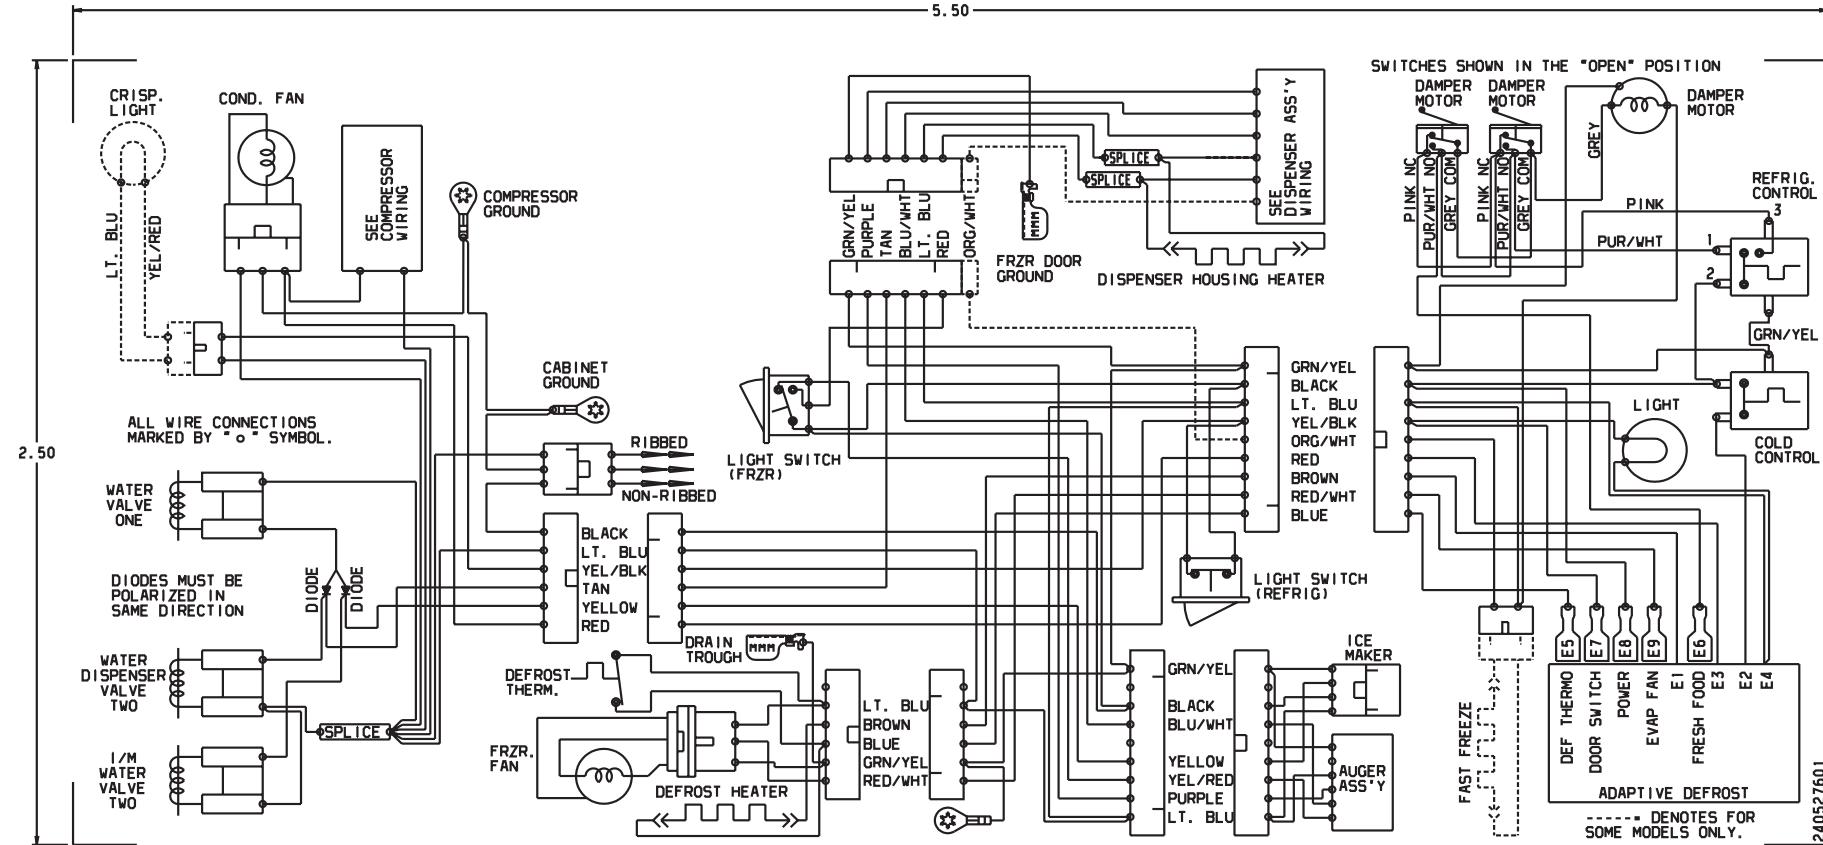 5.50
2.50
SWITCHES SHOWN IN THE "OPEN" POSITION
CRISP.
LIGHT
COND. FAN
LT. BLU
YEL/RED
SEE
COMPRESSOR
WIRING
COMPRESSOR
GROUND
GRN/YEL
PURPLE
TAN
BLU/WHT
LT. BLU
RED
ORG/WHT
FRZR DOOR
GROUND
SPLICE
SPLICE
SEE
DISPENSER ASS'Y
WIRING
DISPENSER HOUSING HEATER
DAMPER
MOTOR
DAMPER
MOTOR
DAMPER
MOTOR
GREY
PINK NC
PUR/WHT NO
GREY COM
PINK NC
PUR/WHT NO
GREY COM
REFRIG.
CONTROL
PINK
3
PUR/WHT
1
2
GRN/YEL
COLD
CONTROL
LIGHT
CABINET
GROUND
ALL WIRE CONNECTIONS
MARKED BY "o" SYMBOL.
RIBBED
NON-RIBBED
LIGHT SWITCH
(FRZR)
GRN/YEL
BLACK
LT. BLU
YEL/BLK
ORG/WHT
RED
BROWN
RED/WHT
BLUE
WATER
VALVE
ONE
DIODES MUST BE
POLARIZED IN
SAME DIRECTION
DIODE
DIODE
BLACK
LT. BLU
YEL/BLK
TAN
YELLOW
RED
LIGHT SWITCH
(REFRIG)
WATER
DISPENSER
VALVE
TWO
SPLICE
I/M
WATER
VALVE
TWO
DRAIN
TROUGH
DEFROST
THERM.
FRZR.
FAN
DEFROST HEATER
LT. BLU
BROWN
BLUE
GRN/YEL
RED/WHT
GRN/YEL
BLACK
BLU/WHT
YELLOW
YEL/RED
PURPLE
LT. BLU
ICE
MAKER
AUGER
ASS'Y
FAST FREEZE
E5
E7
E8
E9
E6
DEF THERMO
DOOR SWITCH
POWER
EVAP FAN
E1
FRESH FOOD
E3
E2
E4
ADAPTIVE DEFROST
-----= DENOTES FOR
SOME MODELS ONLY.
240527601